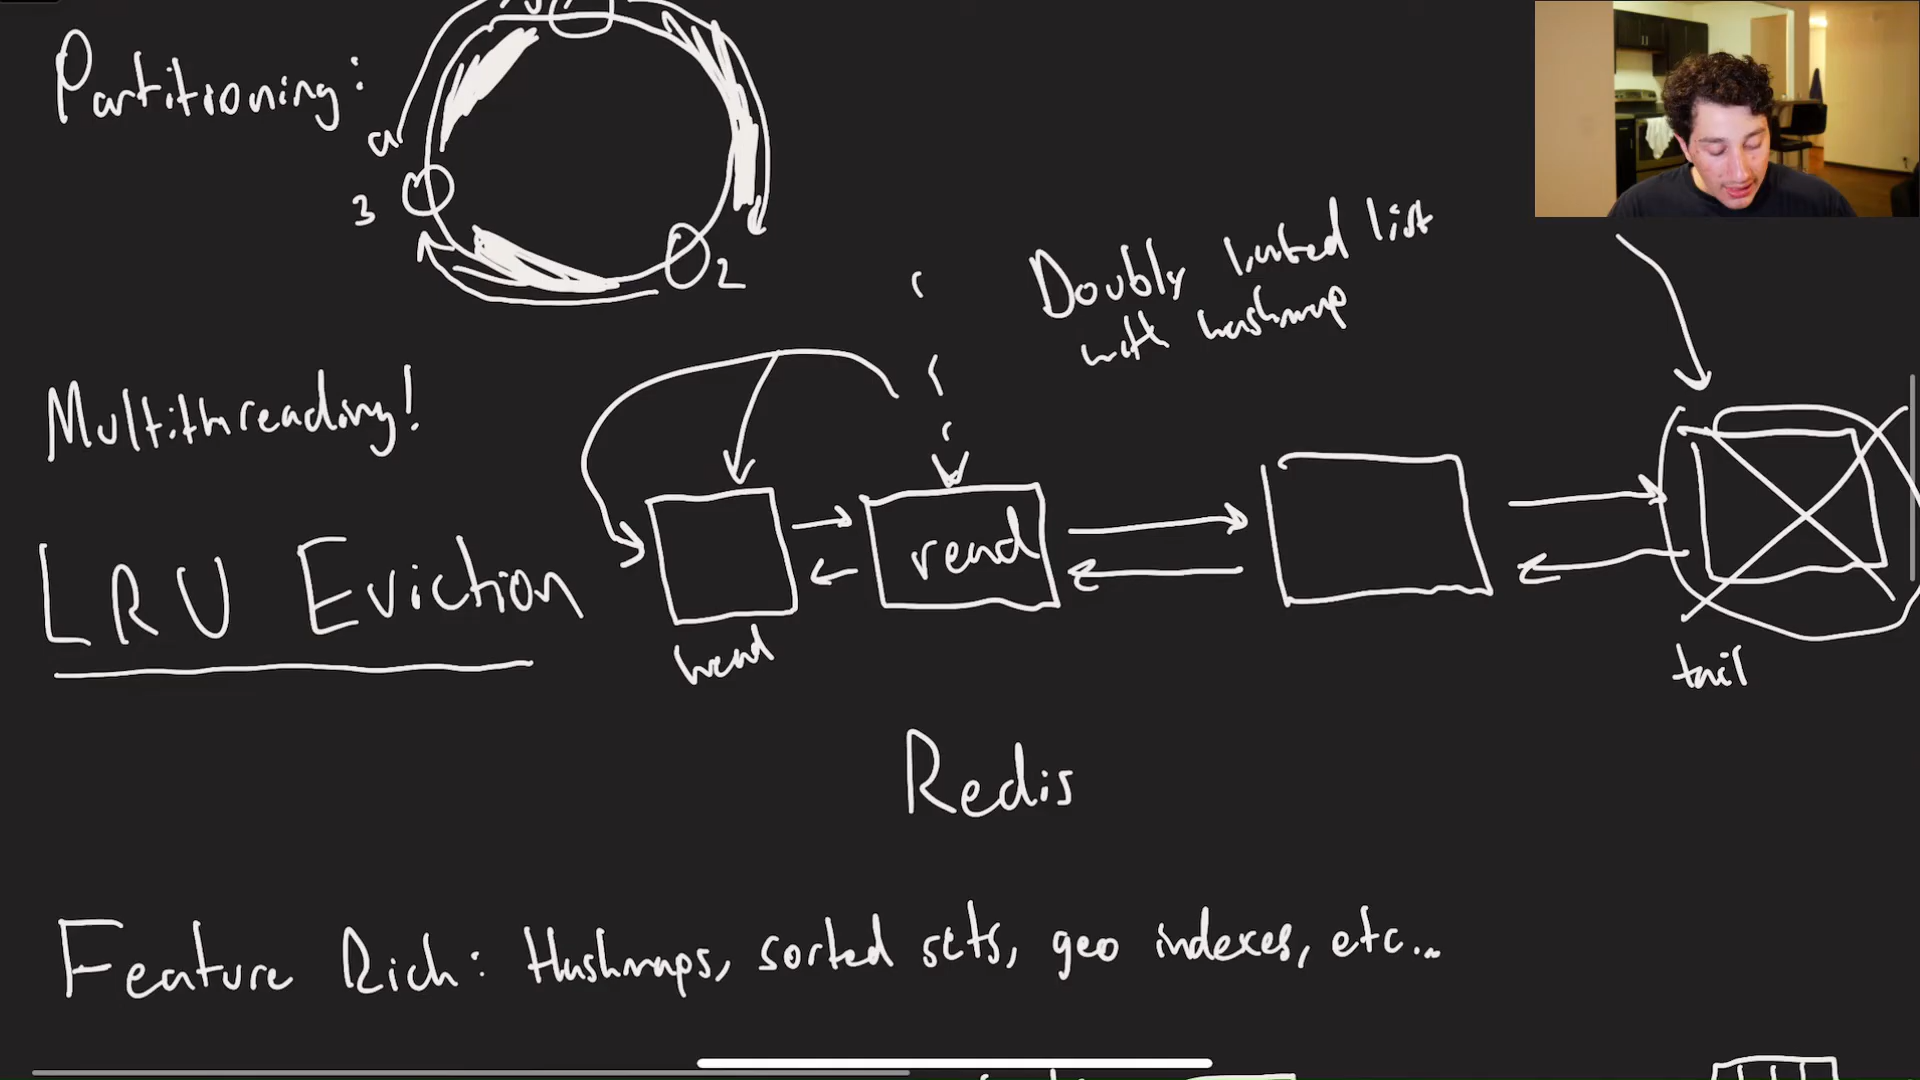 Partitioning:
a
3
2
Doubly linked list
with hashmap
Multithreading!
read
LRU Eviction
head
tail
Redis
Feature Rich: Hashmaps, sorted sets, geo indexes, etc...